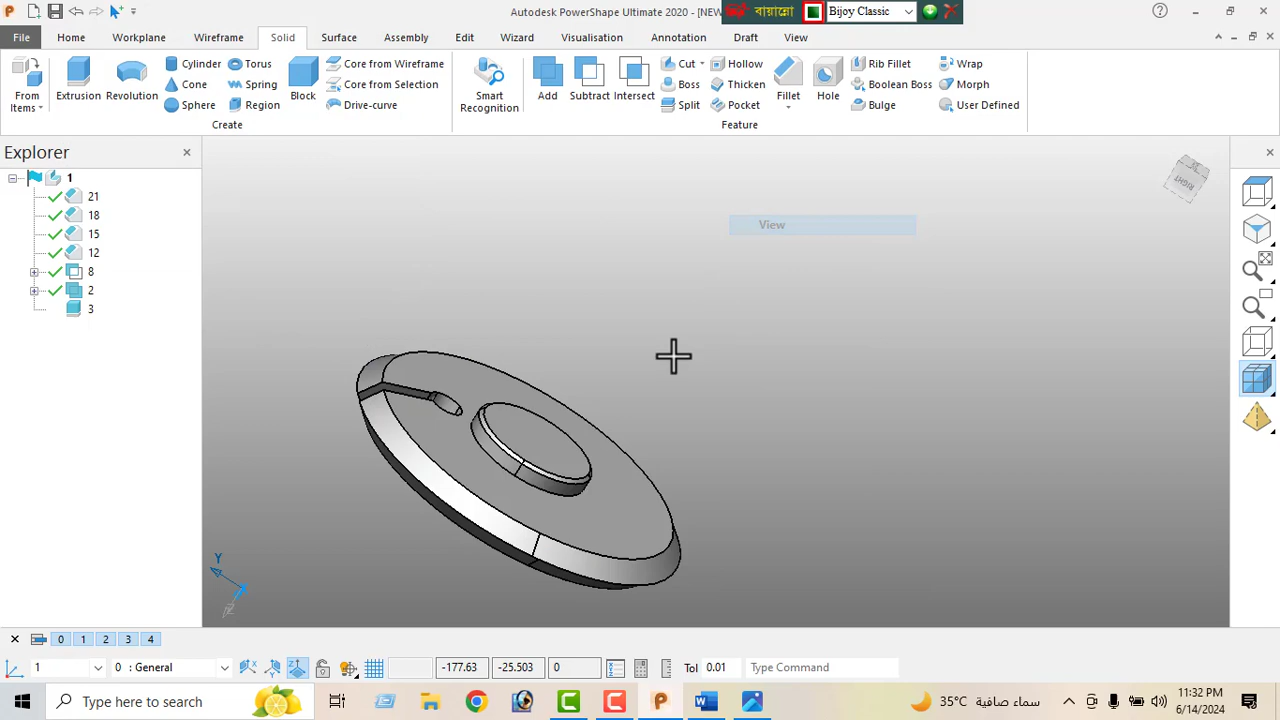 Autodesk PowerShape Ultimate 2020 - [NEW
বায়ান্নো
Bijoy Classic
File Home Workplane Wireframe Solid Surface Assembly Edit Wizard Visualisation Annotation Draft View
From Items
Extrusion
Revolution
Cylinder
Cone
Sphere
Torus
Spring
Region
Block
Core from Wireframe
Core from Selection
Drive-curve
Create
Smart Recognition
Add
Subtract
Intersect
Cut
Boss
Split
Hollow
Thicken
Pocket
Fillet
Hole
Rib Fillet
Boolean Boss
Bulge
Wrap
Morph
User Defined
Feature
Explorer
1
21
18
15
12
8
2
3
View
RIGHT
Y
Z
0 1 2 3 4
1 0 : General -177.63 -25.503 0 Tol 0.01 Type Command
Type here to search
35°C سماء صافية
11:32 PM
6/14/2024